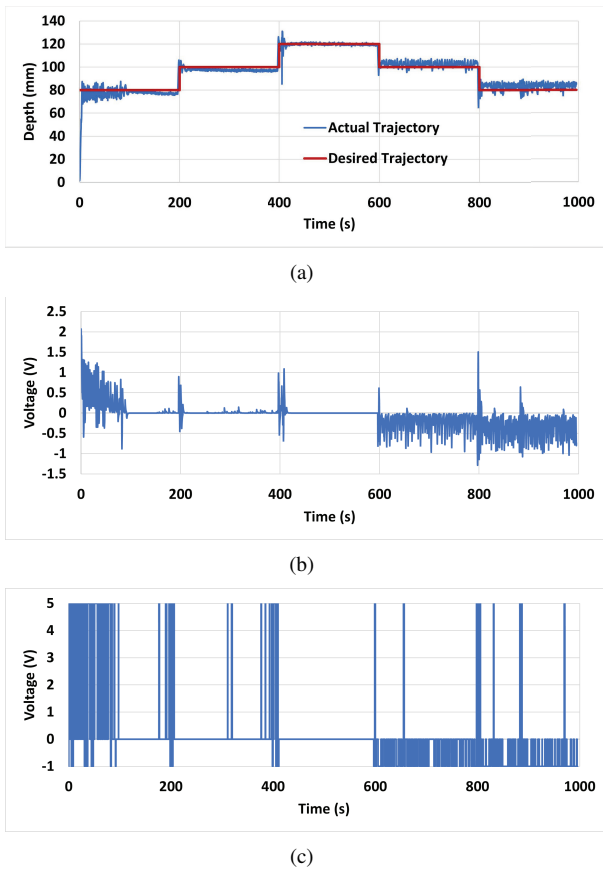 140
120
100
80
60
40
20
0
Depth (mm)
Actual Trajectory
Desired Trajectory
0 200 400 600 800 1000
Time (s)
(a)
2.5
2
1.5
1
0.5
0
-0.5
-1
-1.5
Voltage (V)
0 200 400 600 800 1000
Time (s)
(b)
5
4
3
2
1
0
-1
Voltage (V)
0 200 400 600 800 1000
Time (s)
(c)